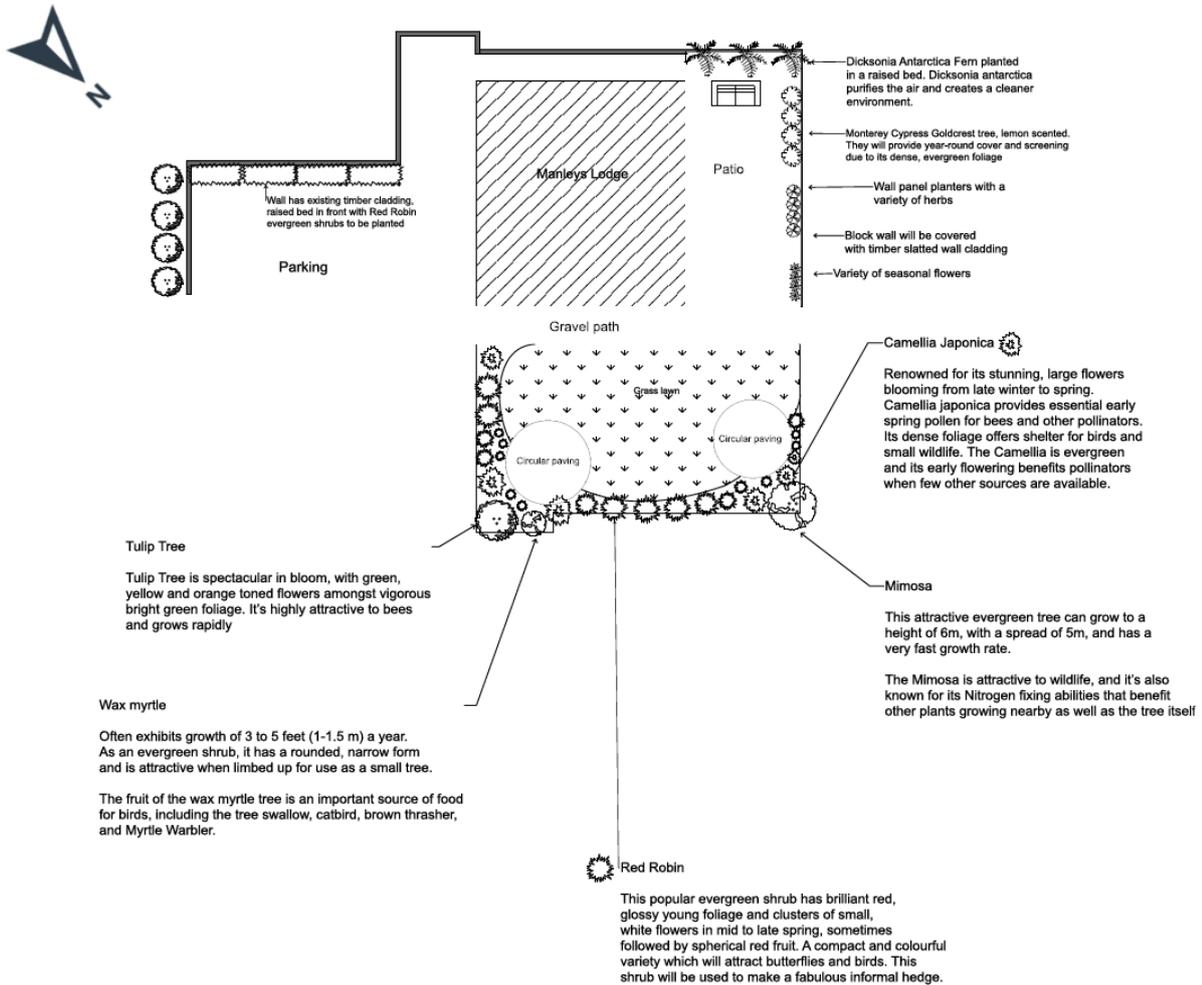 N
Dicksonia Antarctica Fern planted
in a raised bed. Dicksonia antarctica
purifies the air and creates a cleaner
environment.
Monterey Cypress Goldcrest tree, lemon scented.
They will provide year-round cover and screening
due to its dense, evergreen foliage
Manleys Lodge
Patio
Wall panel planters with a
variety of herbs
Wall has existing timber cladding,
raised bed in front with Red Robin
evergreen shrubs to be planted
Block wall will be covered
with timber slatted wall cladding
Parking
Variety of seasonal flowers
Gravel path
Camellia Japonica
Renowned for its stunning, large flowers
blooming from late winter to spring.
Camellia japonica provides essential early
spring pollen for bees and other pollinators.
Its dense foliage offers shelter for birds and
small wildlife. The Camellia is evergreen
and its early flowering benefits pollinators
when few other sources are available.
Grass lawn
Circular paving
Circular paving
Tulip Tree
Tulip Tree is spectacular in bloom, with green,
yellow and orange toned flowers amongst vigorous
bright green foliage. It's highly attractive to bees
and grows rapidly
Mimosa
This attractive evergreen tree can grow to a
height of 6m, with a spread of 5m, and has a
very fast growth rate.
The Mimosa is attractive to wildlife, and it's also
known for its Nitrogen fixing abilities that benefit
other plants growing nearby as well as the tree itself
Wax myrtle
Often exhibits growth of 3 to 5 feet (1-1.5 m) a year.
As an evergreen shrub, it has a rounded, narrow form
and is attractive when limbed up for use as a small tree.
The fruit of the wax myrtle tree is an important source of food
for birds, including the tree swallow, catbird, brown thrasher,
and Myrtle Warbler.
Red Robin
This popular evergreen shrub has brilliant red,
glossy young foliage and clusters of small,
white flowers in mid to late spring, sometimes
followed by spherical red fruit. A compact and colourful
variety which will attract butterflies and birds. This
shrub will be used to make a fabulous informal hedge.